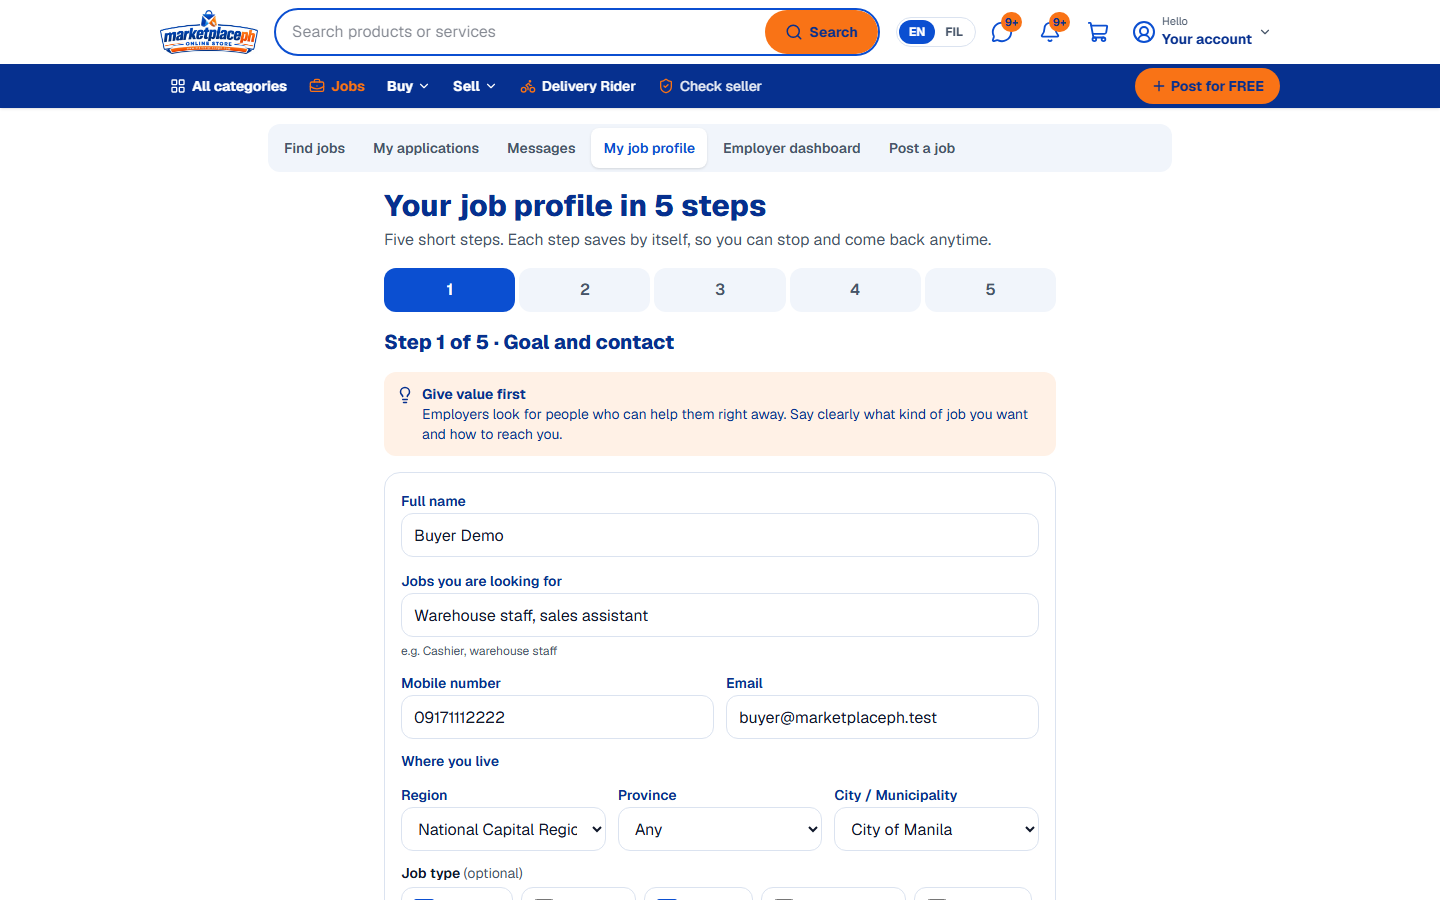 marketplaceph
ONLINE STORE
Search products or services
Search
EN
FIL
9+
9+
Hello
Your account
All categories
Jobs
Buy
Sell
Delivery Rider
Check seller
+ Post for FREE
Find jobs
My applications
Messages
My job profile
Employer dashboard
Post a job
Your job profile in 5 steps
Five short steps. Each step saves by itself, so you can stop and come back anytime.
1
2
3
4
5
Step 1 of 5 · Goal and contact
Give value first
Employers look for people who can help them right away. Say clearly what kind of job you want
and how to reach you.
Full name
Buyer Demo
Jobs you are looking for
Warehouse staff, sales assistant
e.g. Cashier, warehouse staff
Mobile number
Email
09171112222
buyer@marketplaceph.test
Where you live
Region
Province
City / Municipality
National Capital Regic
Any
City of Manila
Job type (optional)